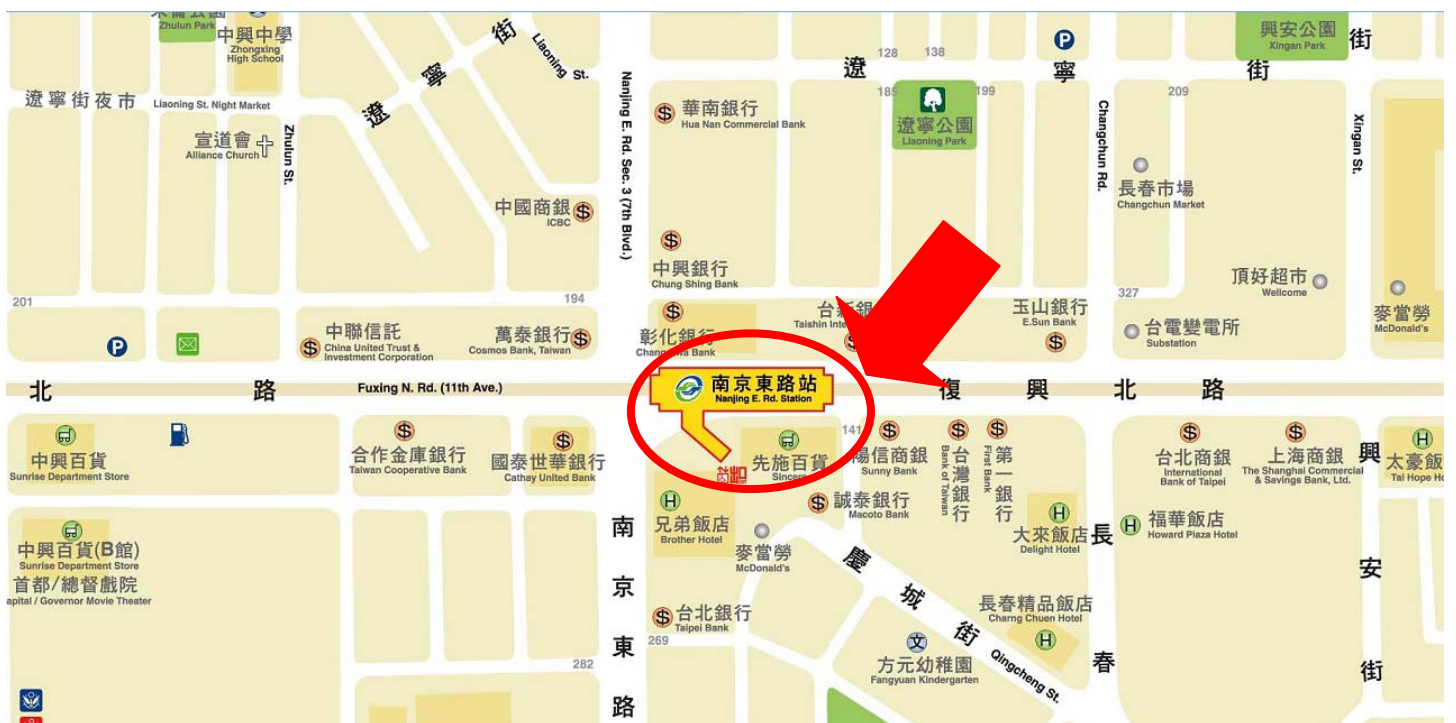 Zhulun Park
中興中學
Zhongxing
High School
遼寧街
Liaoning St.
遼寧街夜市
Liaoning St. Night Market
宣道會
Alliance Church
Zhulun St.
中國商銀
ICBC
Nanjing E. Rd. Sec. 3 (7th Blvd.)
華南銀行
Hua Nan Commercial Bank
中興銀行
Chung Shing Bank
遼寧街
128
138
185
199
遼寧公園
Liaoning Park
P
興安公園
Xingan Park
街
209
Changchun Rd.
Xingan St.
長春市場
Changchun Market
頂好超市
Wellcome
麥當勞
McDonald's
327
台電變電所
Substation
201
194
P
中聯信託
China United Trust &
Investment Corporation
萬泰銀行
Cosmos Bank, Taiwan
彰化銀行
Bank
台新銀
Taishin
玉山銀行
E.Sun Bank
北路
Fuxing N. Rd. (11th Ave.)
南京東路站
Nanjing E. Rd. Station
復興北路
中興百貨
Sunrise Department Store
合作金庫銀行
Taiwan Cooperative Bank
國泰世華銀行
Cathay United Bank
先施百貨
Sincere
141
陽信商銀
Sunny Bank
台灣銀行
Bank of Taiwan
第一銀行
First Bank
台北商銀
International
Bank of Taipei
上海商銀
The Shanghai Commercial
& Savings Bank, Ltd.
太豪飯
Tai Hope
中興百貨(B館)
Sunrise Department Store
首都/總督戲院
/ Governor Movie Theater
兄弟飯店
Brother Hotel
誠泰銀行
Macoto Bank
麥當勞
McDonald's
大來飯店
Delight Hotel
福華飯店
Howard Plaza Hotel
台北銀行
Taipei Bank
269
282
慶城街
Qingcheng St.
長春精品飯店
Charng Chuen Hotel
文
方元幼稚園
Fangyuan Kindergarten
南京東路
長春
興安街